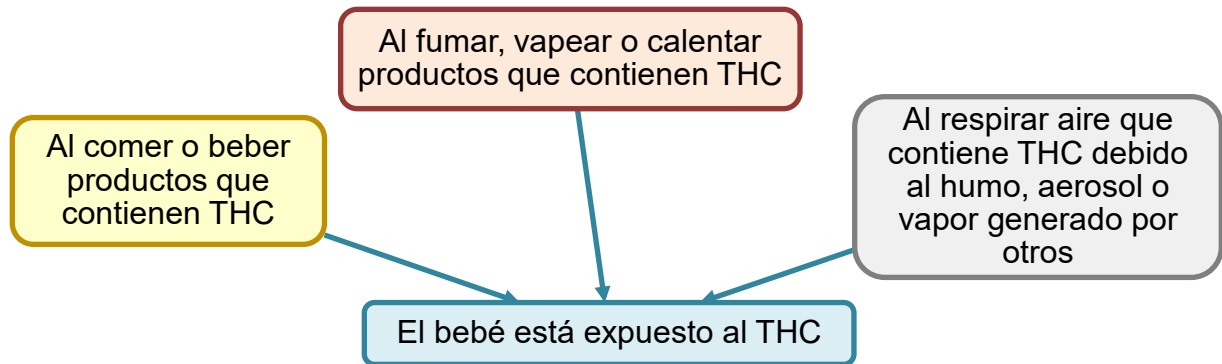 Al fumar, vapear o calentar
productos que contienen THC
Al comer o beber
productos que
contienen THC
Al respirar aire que
contiene THC debido
al humo, aerosol o
vapor generado por
otros
El bebé está expuesto al THC